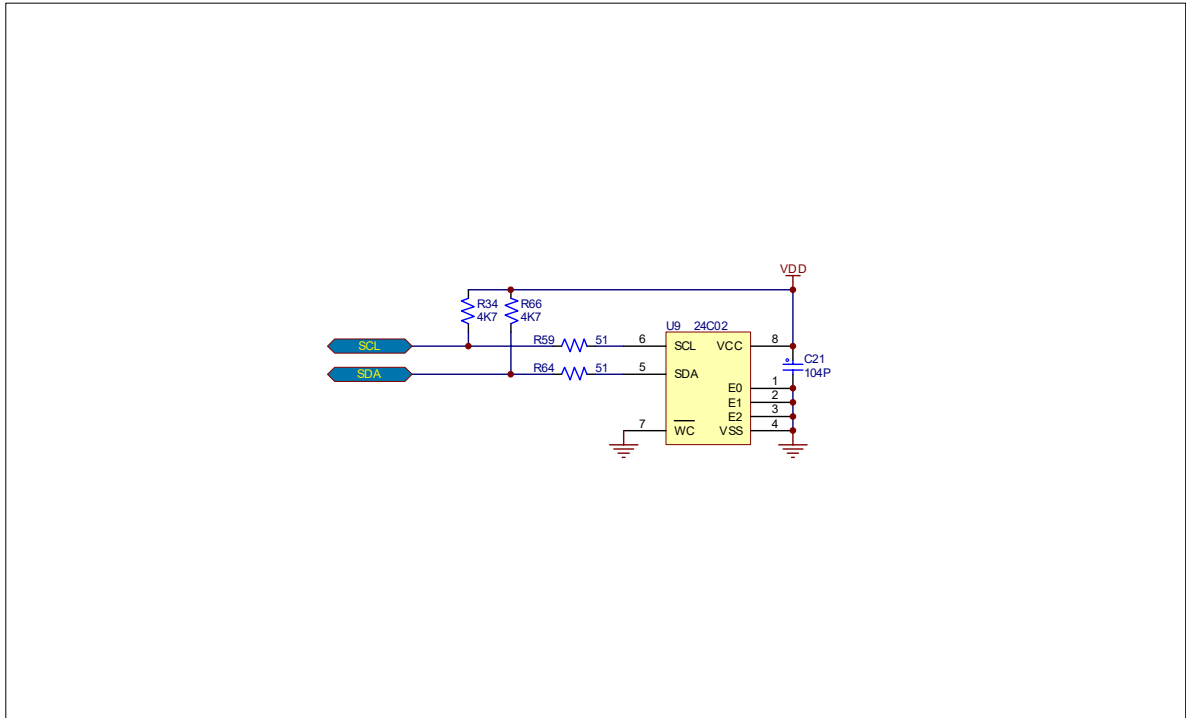 VDD
R34
4K7
R66
4K7
U9 24C02
SCL
R59 51
6 SCL
VCC 8
C21
104P
SDA
R64 51
5 SDA
E0 1
E1 2
E2 3
7 WC
VSS 4